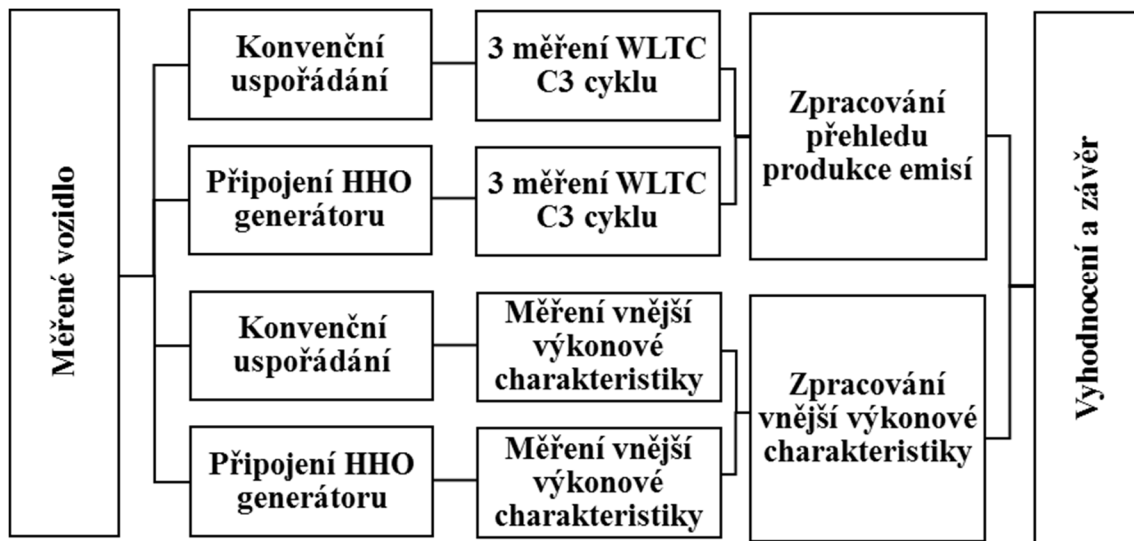 Měřené vozidlo
Konvenční
uspořádání
3 měření WLTC
C3 cyklu
Připojení HHO
generátoru
3 měření WLTC
C3 cyklu
Zpracování
přehledu
produkce emisí
Konvenční
uspořádání
Měření vnější
výkonové
charakteristiky
Připojení HHO
generátoru
Měření vnější
výkonové
charakteristiky
Zpracování
vnější výkonové
charakteristiky
Vyhodnocení a závěr